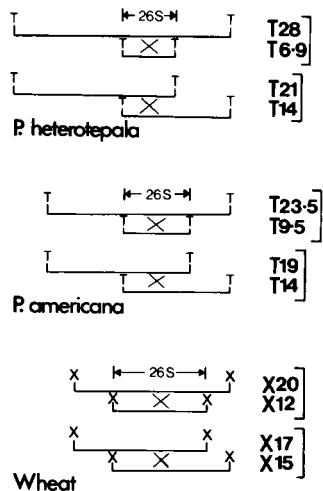 26S
T T T28
T T T6·9
T T T21
T T T14
P. heterotepala
26S
T T T23·5
T T T9·5
T T T19
T T T14
P. americana
26S
X X X20
X X X12
X X X17
X X X15
Wheat